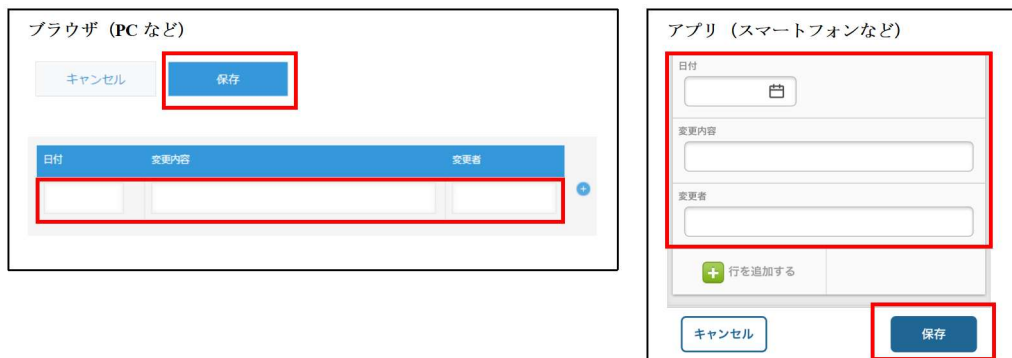 ブラウザ（PC など）
キャンセル 保存
日付 変更内容 変更者
アプリ（スマートフォンなど）
日付
変更内容
変更者
行を追加する
キャンセル 保存